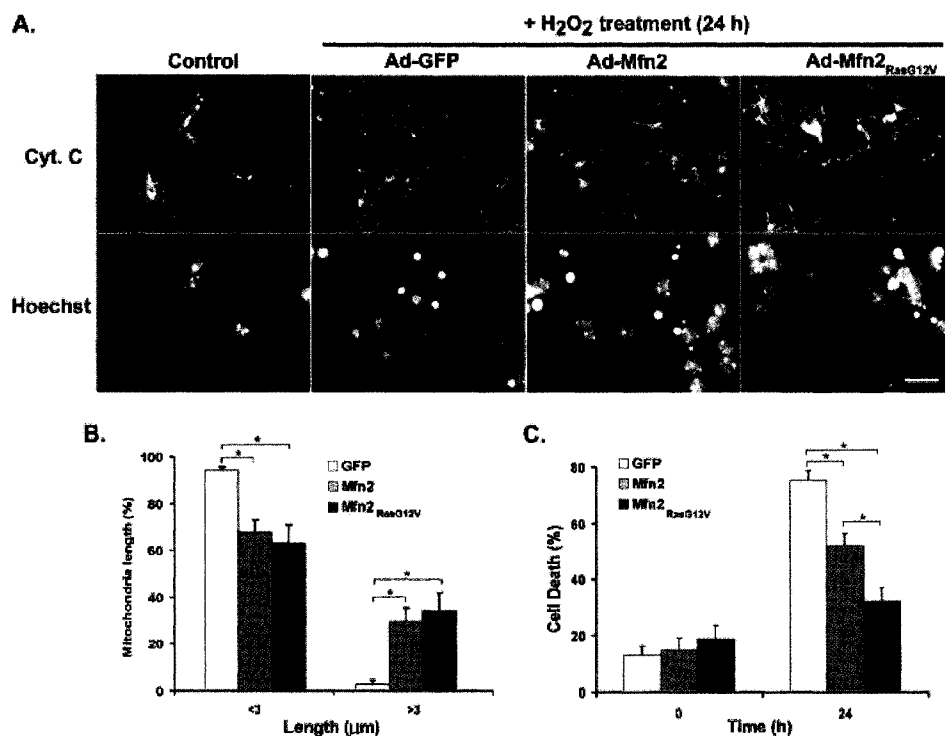 A.
+ H₂O₂ treatment (24 h)
Control
Ad-GFP
Ad-Mfn2
Ad-Mfn2RasG12V
Cyt. C
Hoechst
B.
*
*
100
80
60
40
20
0
Mitochondria length (%)
GFP
Mfn2
Mfn2RasG12V
*
*
<3
>3
Length (µm)
C.
*
*
*
80
60
40
20
0
Cell Death (%)
GFP
Mfn2
Mfn2RasG12V
0
24
Time (h)